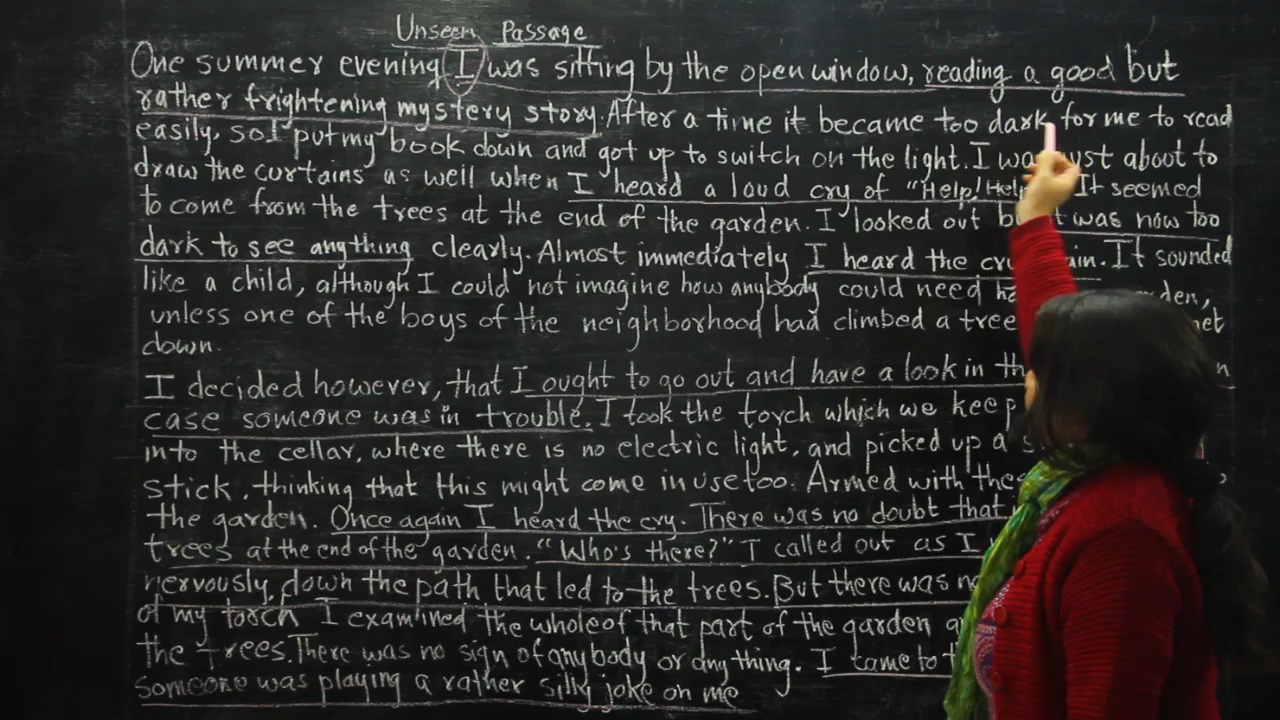 Unseen Passage
One summer evening I was sitting by the open window, reading a good but
rather frightening mystery story. After a time it became too dark for me to read
easily, so I put my book down and got up to switch on the light. I just about to
draw the curtains as well when I heard a loud cry of "Help! It seemed
to come from the trees at the end of the garden. I looked out was now too
dark to see anything clearly. Almost immediately I heard the It sounded
like a child, although I could not imagine how anybody could need
unless one of the boys of the neighborhood had climbed a tree
down.
I decided however, that I ought to go out and have a look in
case someone was in trouble. I took the torch which we keep
into the cellar, where there is no electric light, and picked up a
stick, thinking that this might come in use too. Armed with
the garden. Once again I heard the cry. There was no doubt that
trees at the end of the garden. "Who's there?" I called out as I
nervously, down the path that led to the trees. But there was
of my torch I examined the whole of that part of the garden
the trees. There was no sign of anybody or anything. I came to
someone was playing a rather silly joke on me